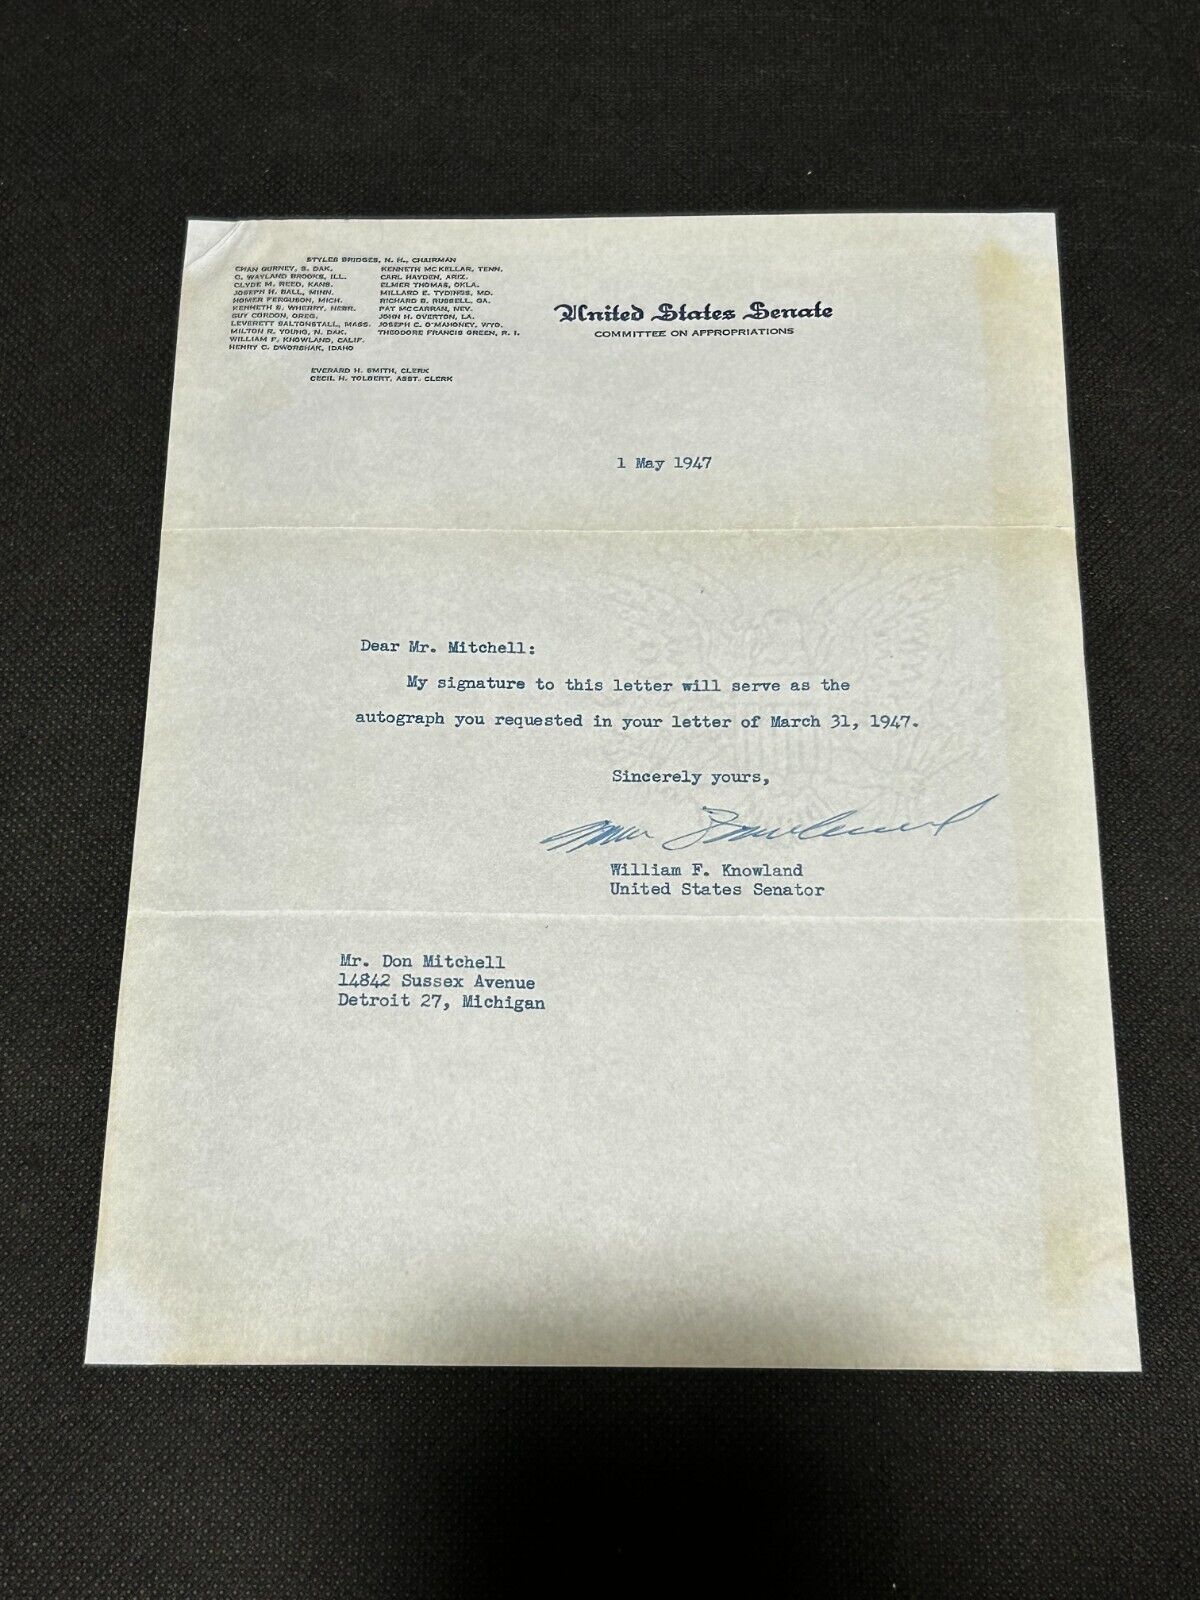 STYLES BRIDGES, N. H., CHAIRMAN
CHAN GURNEY, S. DAK.
C. WAYLAND BROOKS, ILL.
CLYDE M. REED, KANS.
JOSEPH H. BALL, MINN.
HOMER FERGUSON, MICH.
KENNETH S. WHERRY, NEBR.
GUY CORDON, OREG.
LEVERETT SALTONSTALL, MASS.
MILTON R. YOUNG, N. DAK.
WILLIAM F. KNOWLAND, CALIF.
HENRY C. DWORSHAK, IDAHO
KENNETH MCKELLAR, TENN.
CARL HAYDEN, ARIZ.
ELMER THOMAS, OKLA.
MILLARD E. TYDINGS, MD.
RICHARD B. RUSSELL, GA.
PAT MCCARRAN, NEV.
JOHN H. OVERTON, LA.
JOSEPH C. O'MAHONEY, WYO.
THEODORE FRANCIS GREEN, R. I.
EVERARD H. SMITH, CLERK
CECIL H. TOLBERT, ASST. CLERK
United States Senate
COMMITTEE ON APPROPRIATIONS
1 May 1947
Dear Mr. Mitchell:
My signature to this letter will serve as the
autograph you requested in your letter of March 31, 1947.
Sincerely yours,
William F. Knowland
United States Senator
Mr. Don Mitchell
14842 Sussex Avenue
Detroit 27, Michigan